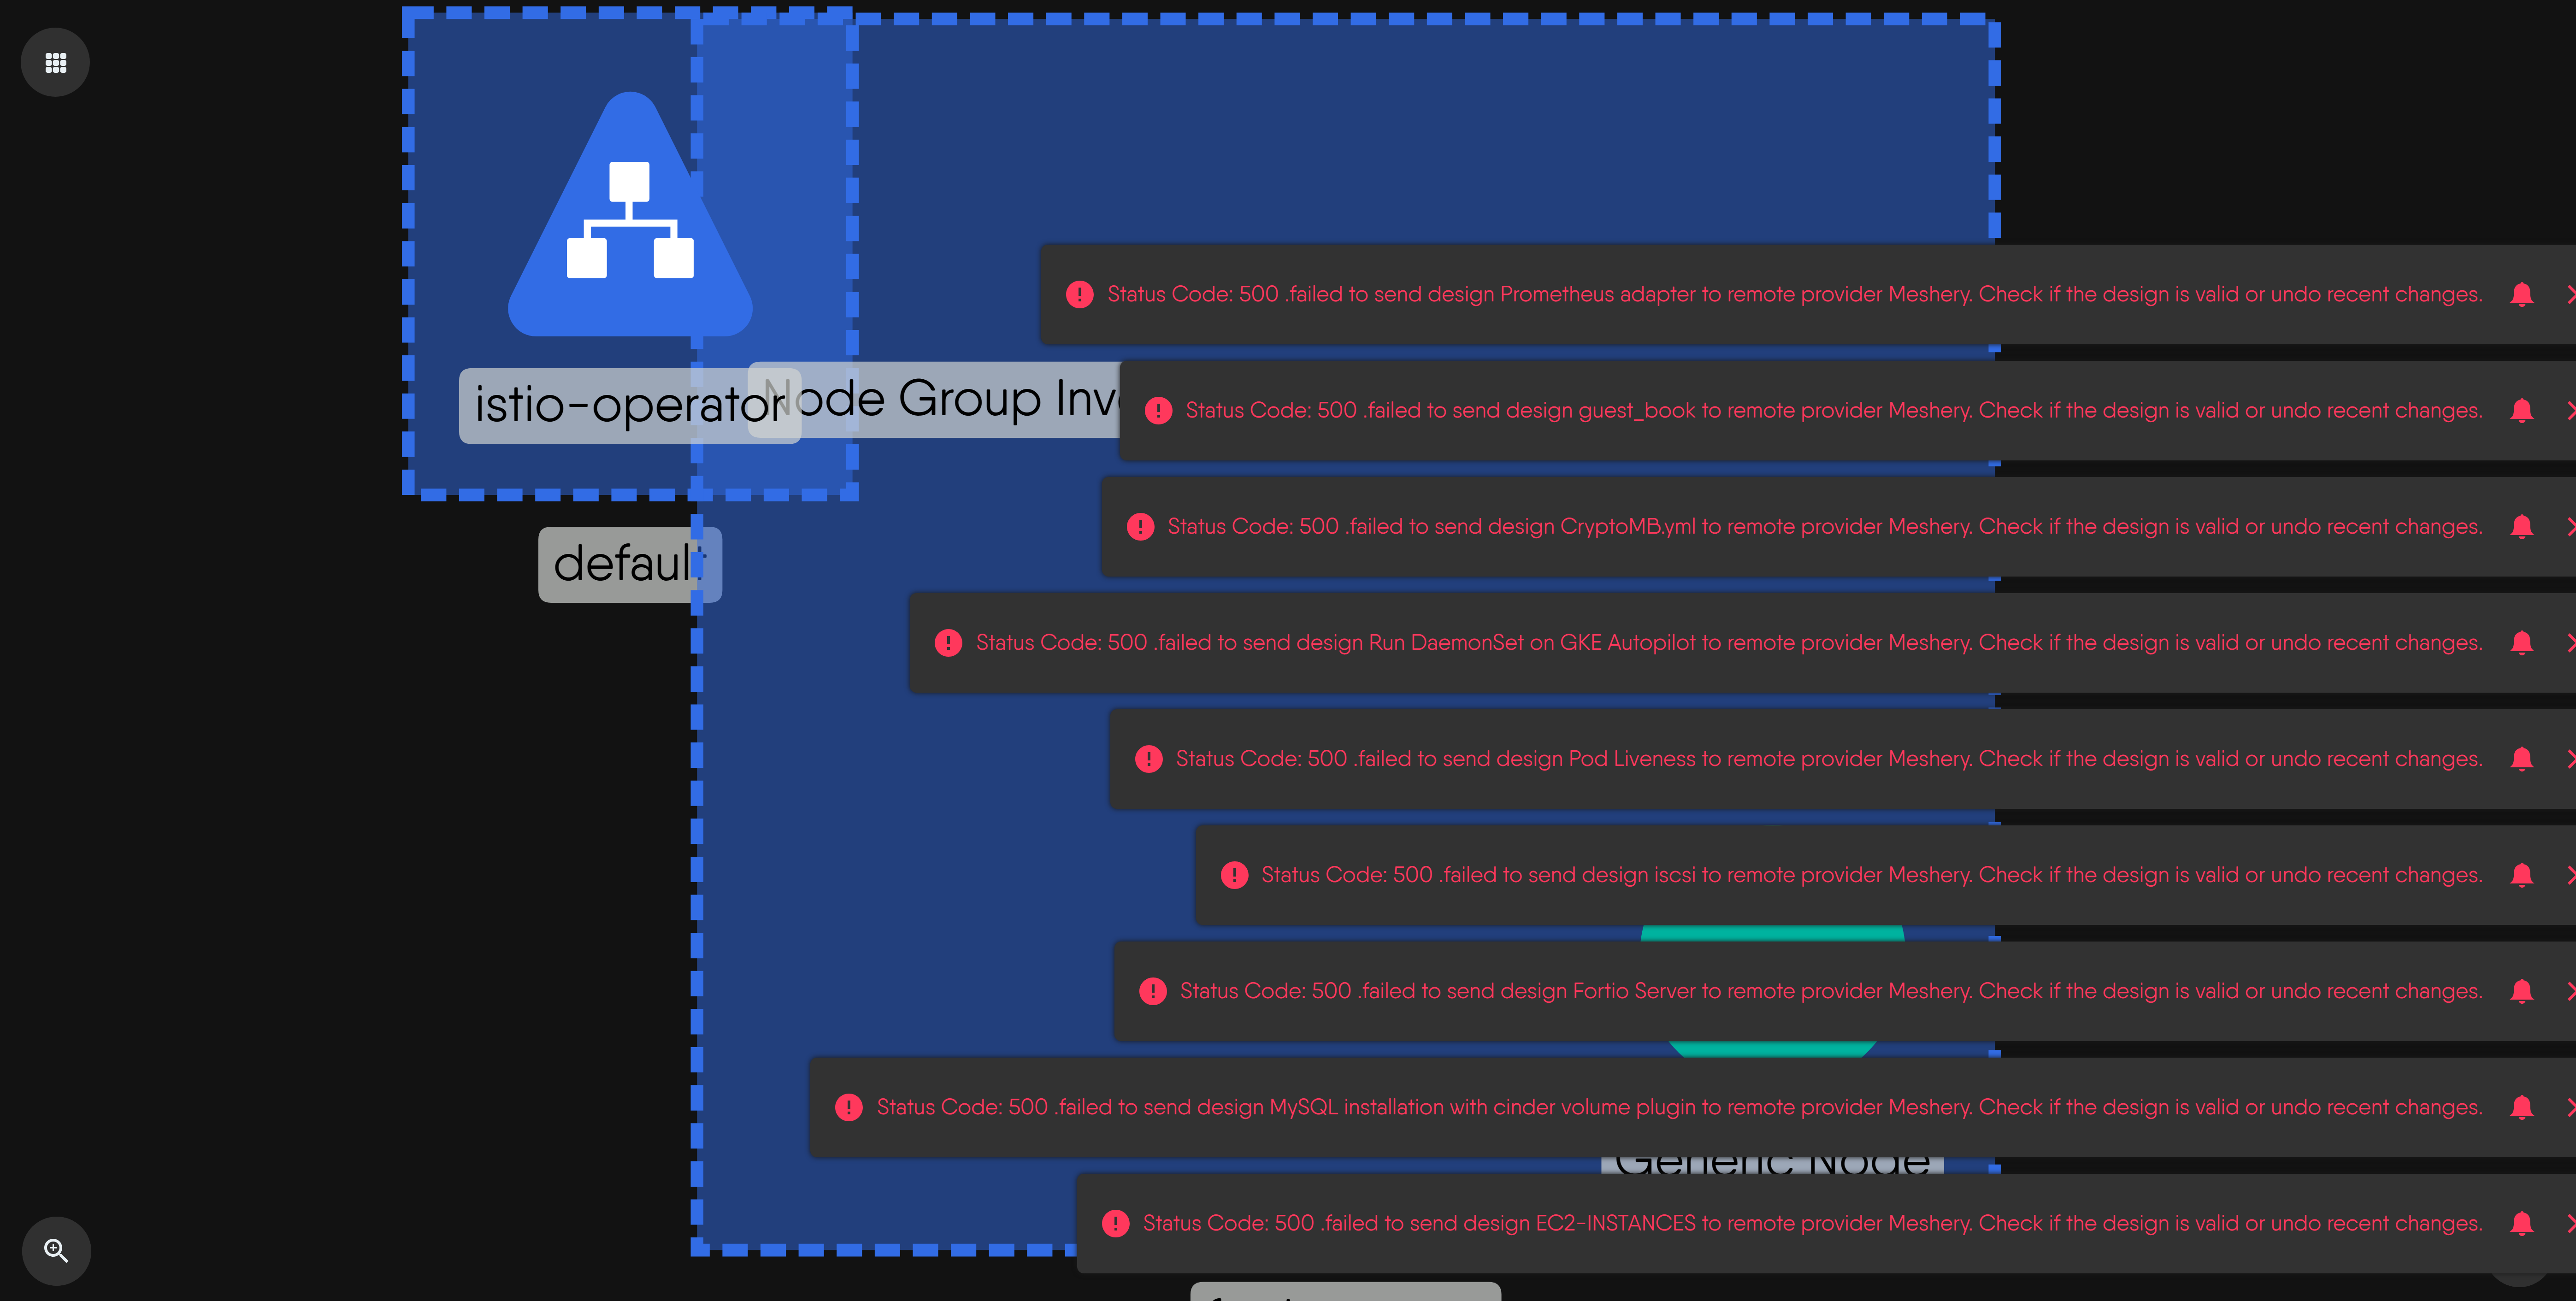 Status Code: 500 .failed to send design Prometheus adapter to remote provider Meshery. Check if the design is valid or undo recent changes.
istio-operator
Node Group
Status Code: 500 .failed to send design guest_book to remote provider Meshery. Check if the design is valid or undo recent changes.
Status Code: 500 .failed to send design CryptoMB.yml to remote provider Meshery. Check if the design is valid or undo recent changes.
default
Status Code: 500 .failed to send design Run DaemonSet on GKE Autopilot to remote provider Meshery. Check if the design is valid or undo recent changes.
Status Code: 500 .failed to send design Pod Liveness to remote provider Meshery. Check if the design is valid or undo recent changes.
Status Code: 500 .failed to send design iscsi to remote provider Meshery. Check if the design is valid or undo recent changes.
Status Code: 500 .failed to send design Fortio Server to remote provider Meshery. Check if the design is valid or undo recent changes.
Status Code: 500 .failed to send design MySQL installation with cinder volume plugin to remote provider Meshery. Check if the design is valid or undo recent changes.
Generic Node
Status Code: 500 .failed to send design EC2-INSTANCES to remote provider Meshery. Check if the design is valid or undo recent changes.